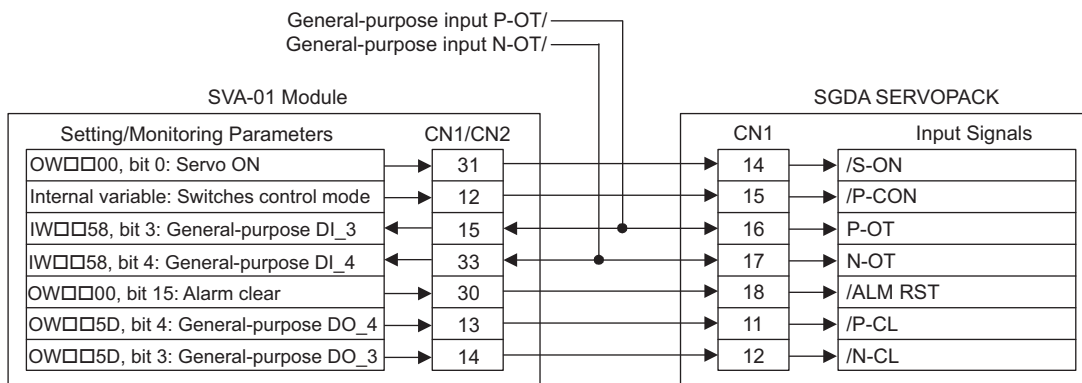 General-purpose input P-OT/
General-purpose input N-OT/
SVA-01 Module SGDA SERVOPACK
Setting/Monitoring Parameters CN1/CN2 CN1 Input Signals
OW□□00, bit 0: Servo ON 31 14 /S-ON
Internal variable: Switches control mode 12 15 /P-CON
IW□□58, bit 3: General-purpose DI_3 15 16 P-OT
IW□□58, bit 4: General-purpose DI_4 33 17 N-OT
OW□□00, bit 15: Alarm clear 30 18 /ALM RST
OW□□5D, bit 4: General-purpose DO_4 13 11 /P-CL
OW□□5D, bit 3: General-purpose DO_3 14 12 /N-CL